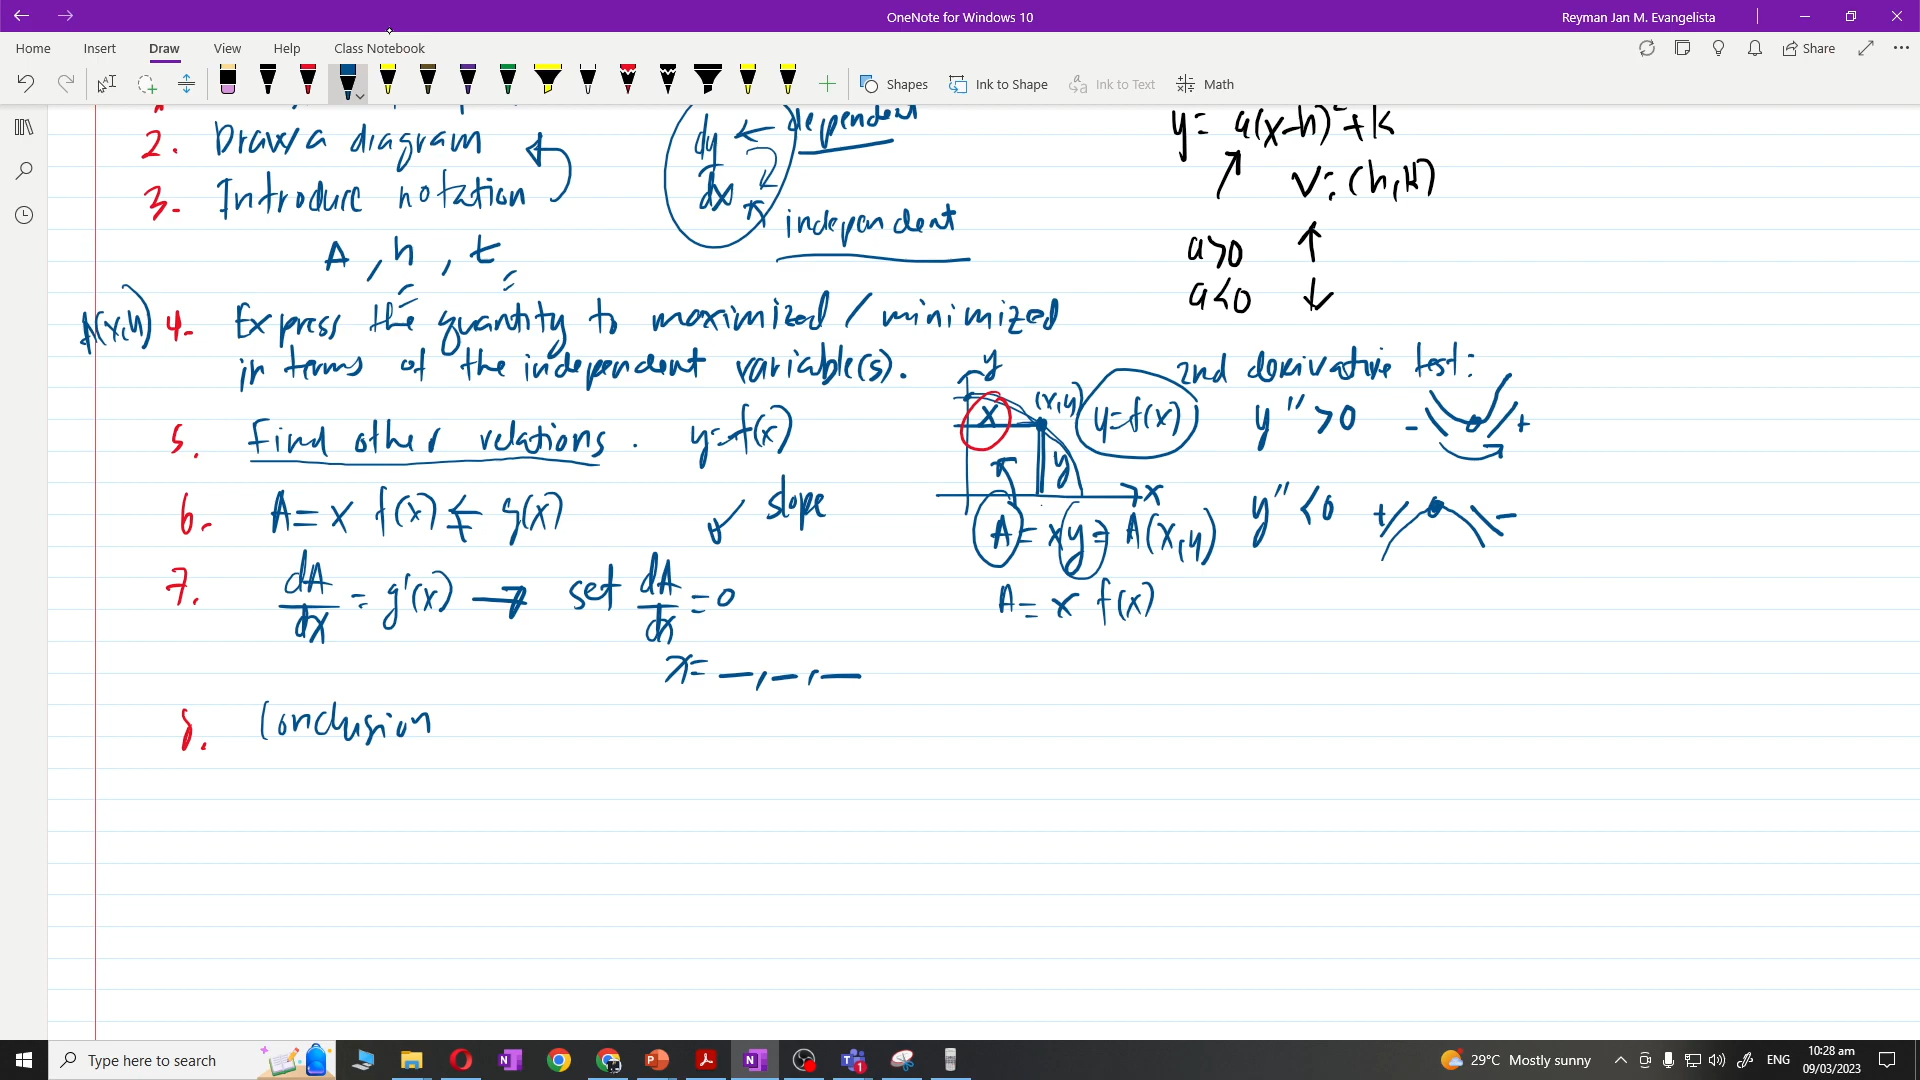 OneNote for Windows 10
Reyman Jan M. Evangelista
Home Insert Draw View Help Class Notebook
Share
Shapes Ink to Shape Ink to Text Math
2. Draw a diagram
3. Introduce notation
A , h , t
dy ← dependent
dx
independent
y = a(x-h)² + k
V: (h, k)
a>0 ↑
a<0 ↓
A(x,h) 4. Express the quantity to maximized / minimized
in terms of the independent variable(s).
5. Find other relations. y=f(x)
6. A = x f(x) = g(x)
slope
7. dA/dx = g'(x) → set dA/dx = 0
x= _, _, _
8. Conclusion
y
x (x,y) y=f(x)
y
x
A = xy = A(x,y)
A = x f(x)
2nd derivative test:
y'' > 0 - +
y'' < 0 + -
Type here to search
29°C Mostly sunny
ENG
10:28 am
09/03/2023